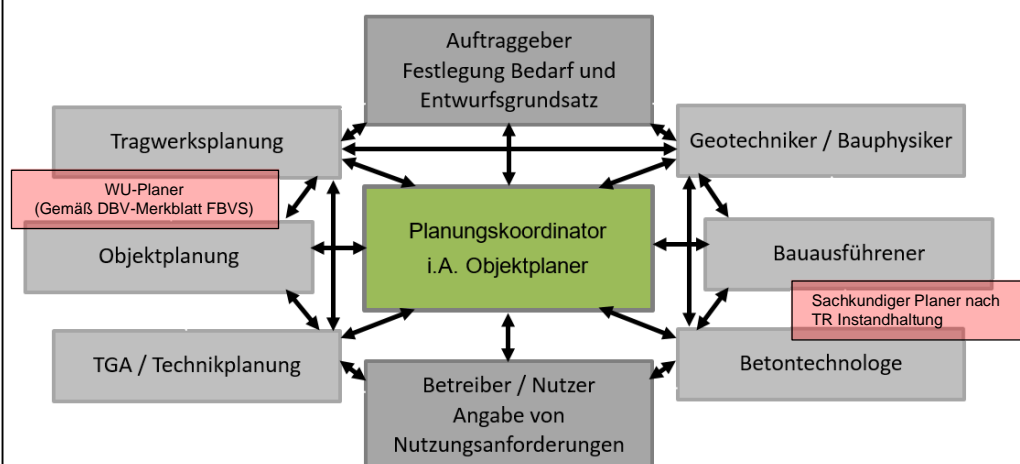 Auftraggeber
Festlegung Bedarf und
Entwurfsgrundsatz
Tragwerksplanung
Geotechniker / Bauphysiker
WU-Planer
(Gemäß DBV-Merkblatt FBVS)
Planungskoordinator
i.A. Objektplaner
Objektplanung
Bauausführener
Sachkundiger Planer nach
TR Instandhaltung
TGA / Technikplanung
Betontechnologe
Betreiber / Nutzer
Angabe von
Nutzungsanforderungen